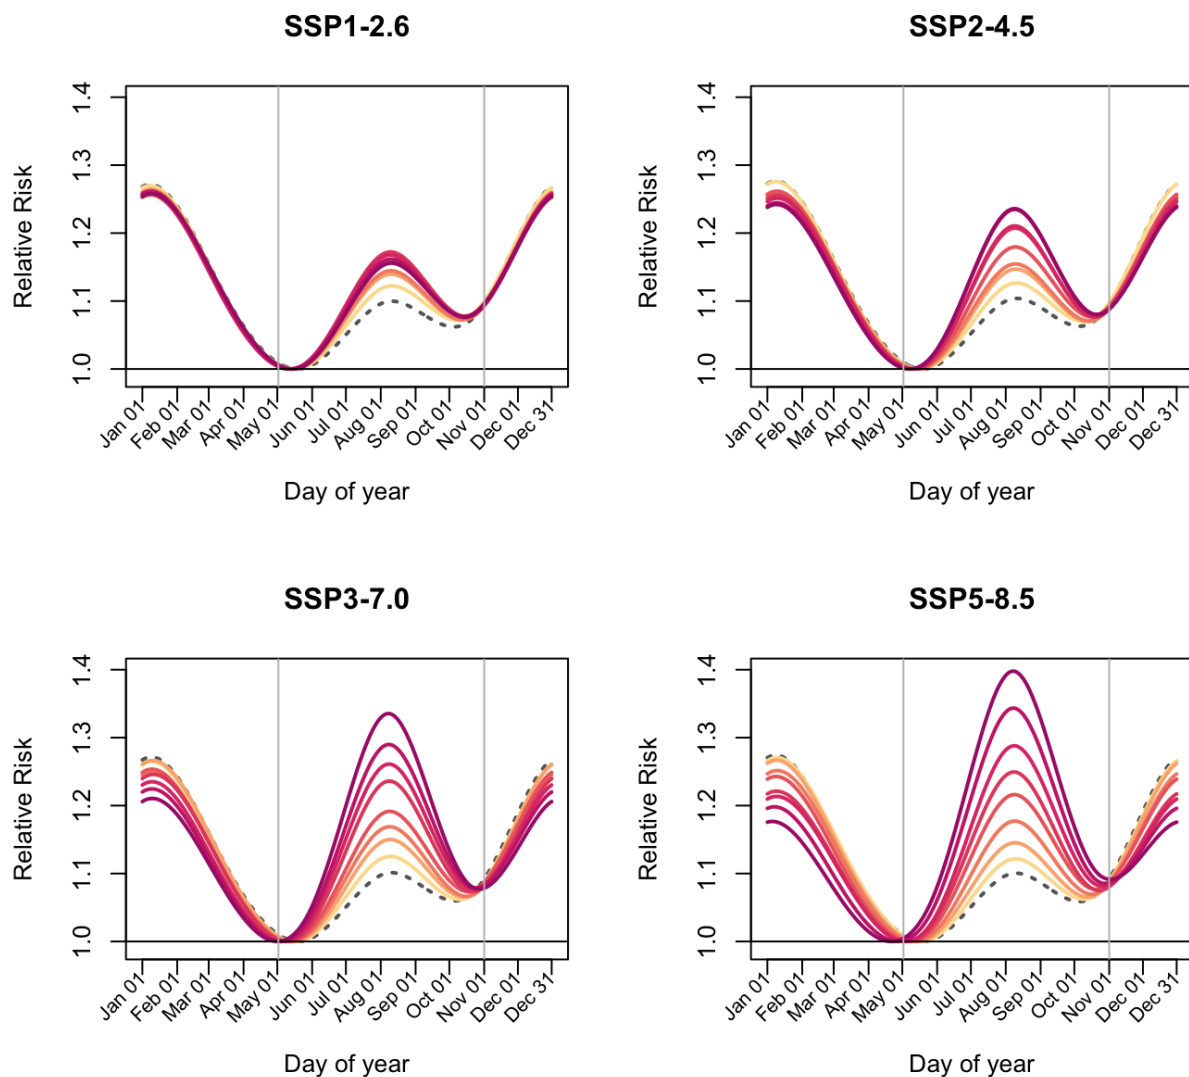 SSP1-2.6
Relative Risk
1.0 1.1 1.2 1.3 1.4
Jan 01 Feb 01 Mar 01 Apr 01 May 01 Jun 01 Jul 01 Aug 01 Sep 01 Oct 01 Nov 01 Dec 01 Dec 31
Day of year
SSP2-4.5
Relative Risk
1.0 1.1 1.2 1.3 1.4
Jan 01 Feb 01 Mar 01 Apr 01 May 01 Jun 01 Jul 01 Aug 01 Sep 01 Oct 01 Nov 01 Dec 01 Dec 31
Day of year
SSP3-7.0
Relative Risk
1.0 1.1 1.2 1.3 1.4
Jan 01 Feb 01 Mar 01 Apr 01 May 01 Jun 01 Jul 01 Aug 01 Sep 01 Oct 01 Nov 01 Dec 01 Dec 31
Day of year
SSP5-8.5
Relative Risk
1.0 1.1 1.2 1.3 1.4
Jan 01 Feb 01 Mar 01 Apr 01 May 01 Jun 01 Jul 01 Aug 01 Sep 01 Oct 01 Nov 01 Dec 01 Dec 31
Day of year